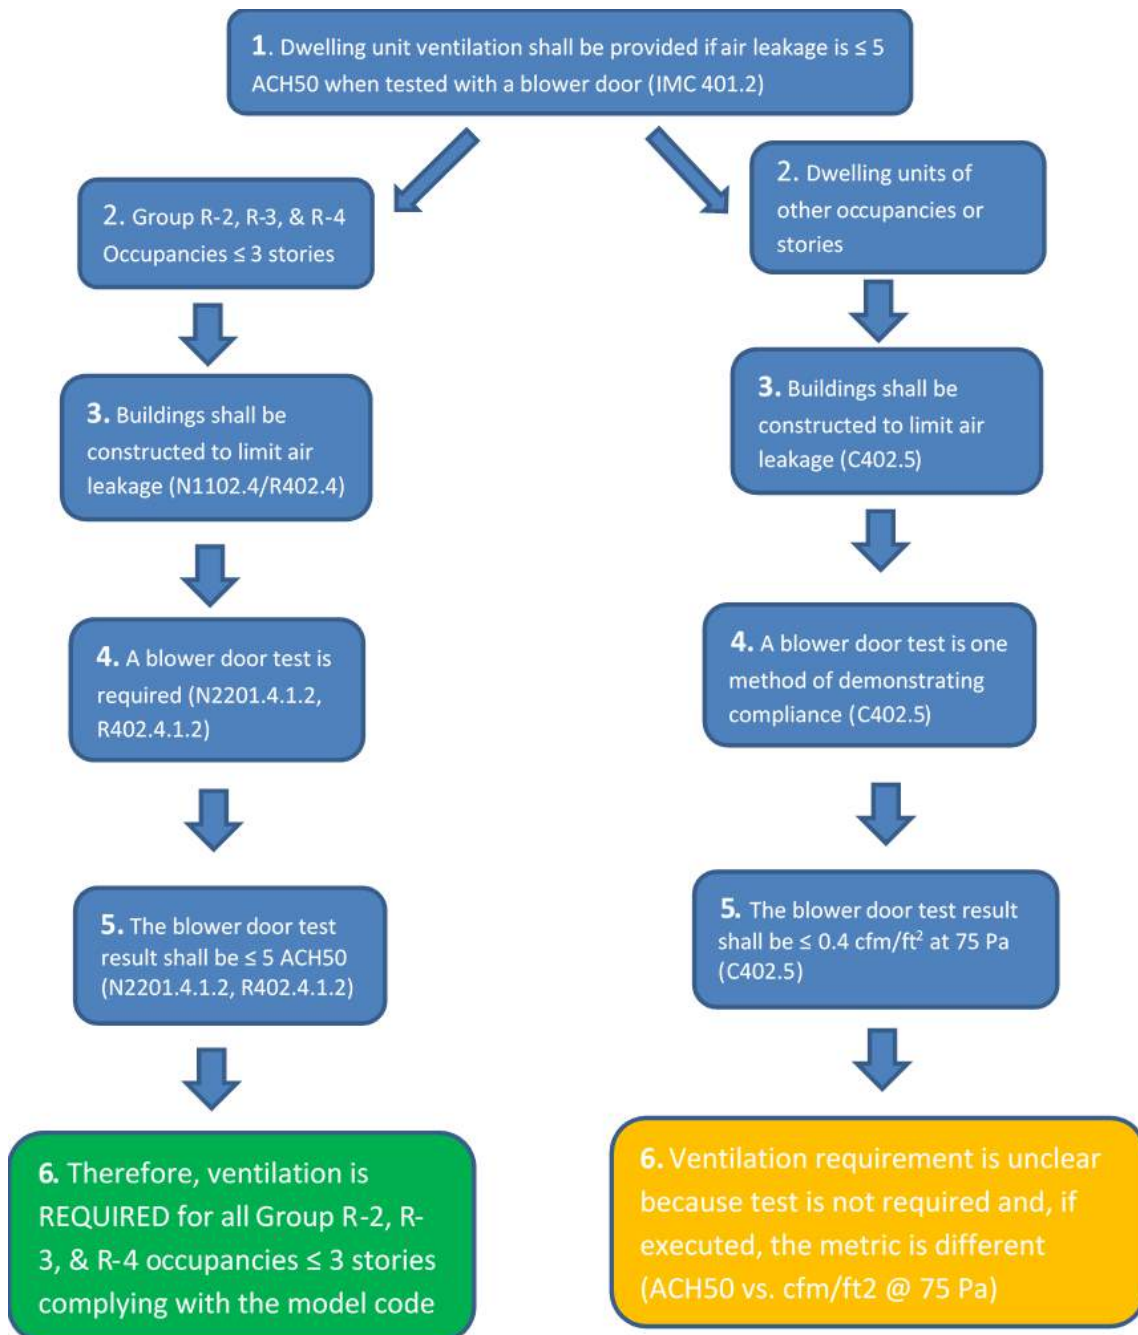 1. Dwelling unit ventilation shall be provided if air leakage is ≤ 5
ACH50 when tested with a blower door (IMC 401.2)
2. Group R-2, R-3, & R-4
Occupancies ≤ 3 stories
3. Buildings shall be
constructed to limit air
leakage (N1102.4/R402.4)
4. A blower door test is
required (N2201.4.1.2,
R402.4.1.2)
5. The blower door test
result shall be ≤ 5 ACH50
(N2201.4.1.2, R402.4.1.2)
6. Therefore, ventilation is
REQUIRED for all Group R-2, R-
3, & R-4 occupancies ≤ 3 stories
complying with the model code
2. Dwelling units of
other occupancies or
stories
3. Buildings shall be
constructed to limit air
leakage (C402.5)
4. A blower door test is one
method of demonstrating
compliance (C402.5)
5. The blower door test result
shall be ≤ 0.4 cfm/ft² at 75 Pa
(C402.5)
6. Ventilation requirement is unclear
because test is not required and, if
executed, the metric is different
(ACH50 vs. cfm/ft2 @ 75 Pa)